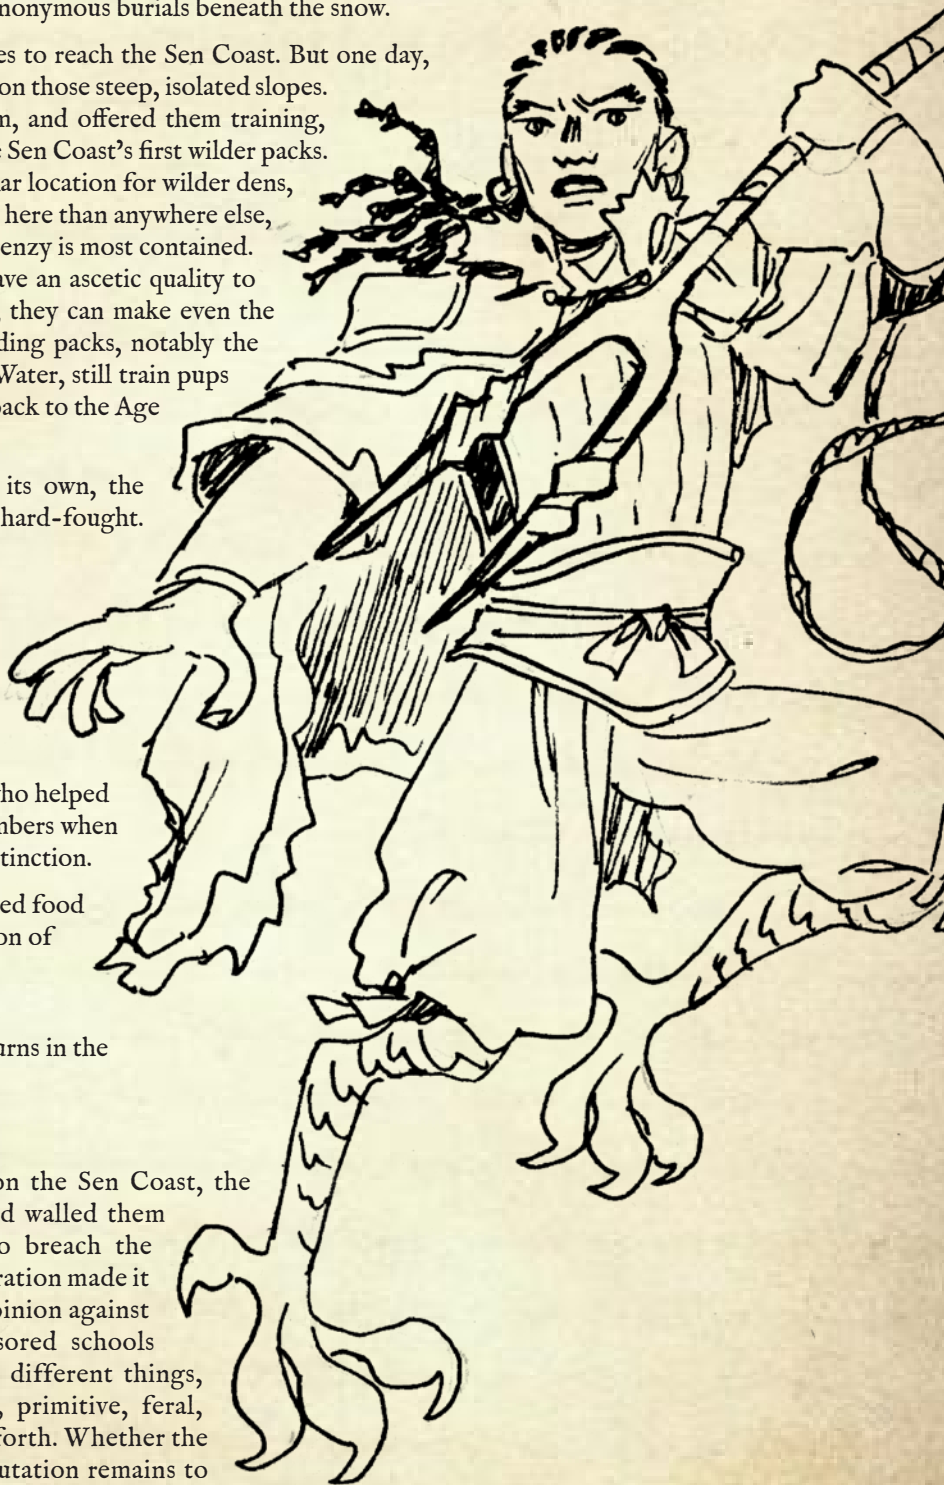 nonymous burials beneath the snow.
es to reach the Sen Coast. But one day,
on those steep, isolated slopes.
m, and offered them training,
e Sen Coast's first wilder packs.
lar location for wilder dens,
here than anywhere else,
enzy is most contained.
ave an ascetic quality to
, they can make even the
ding packs, notably the
Water, still train pups
back to the Age
its own, the
hard-fought.
who helped
mbers when
tinction.
ed food
on of
urns in the
on the Sen Coast, the
d walled them
o breach the
ration made it
pinion against
sored schools
different things,
, primitive, feral,
forth. Whether the
utation remains to